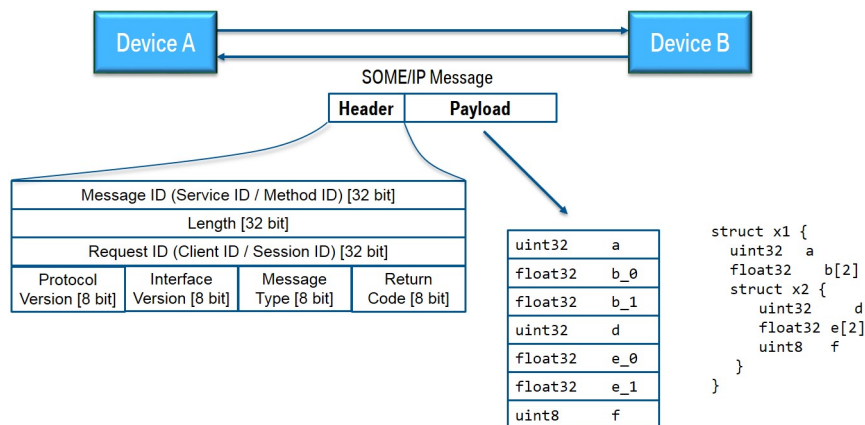 Device A
Device B
SOME/IP Message
Header Payload
Message ID (Service ID / Method ID) [32 bit]
Length [32 bit]
Request ID (Client ID / Session ID) [32 bit]
Protocol Version [8 bit]
Interface Version [8 bit]
Message Type [8 bit]
Return Code [8 bit]
uint32 a
float32 b_0
float32 b_1
uint32 d
float32 e_0
float32 e_1
uint8 f
struct x1 {
uint32 a
float32 b[2]
struct x2 {
uint32 d
float32 e[2]
uint8 f
}
}